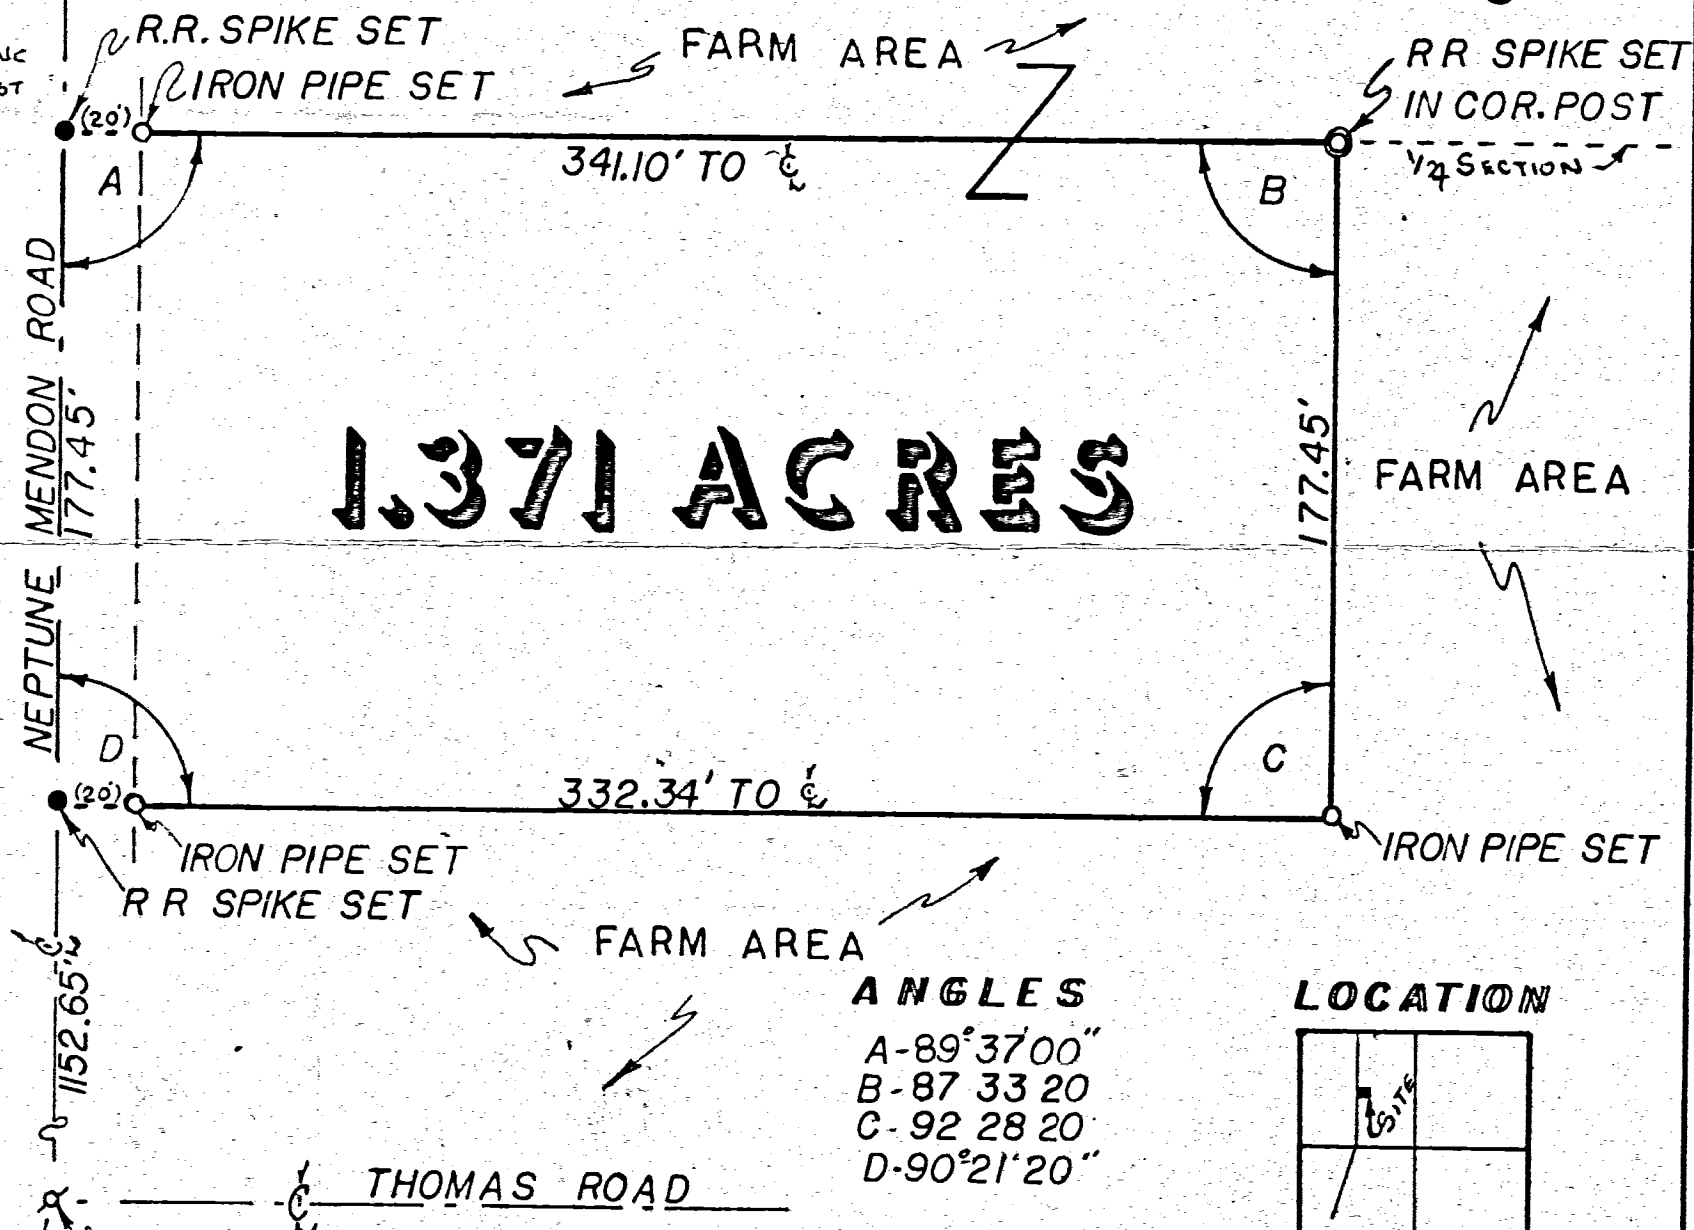 R.R. SPIKE SET
IRON PIPE SET
FARM AREA
R R SPIKE SET
IN COR. POST
(20')
(20')
1/4 SECTION
341.10' TO ℄
A
B
Z
NEPTUNE MENDON ROAD
177.45'
1.371 ACRES
177.45'
FARM AREA
D
C
332.34' TO ℄
IRON PIPE SET
R R SPIKE SET
IRON PIPE SET
FARM AREA
℄
1152.65'
ANGLES
A-89°37'00"
B-87 33 20
C-92 28 20
D-90°21'20"
LOCATION
SITE
℄ THOMAS ROAD